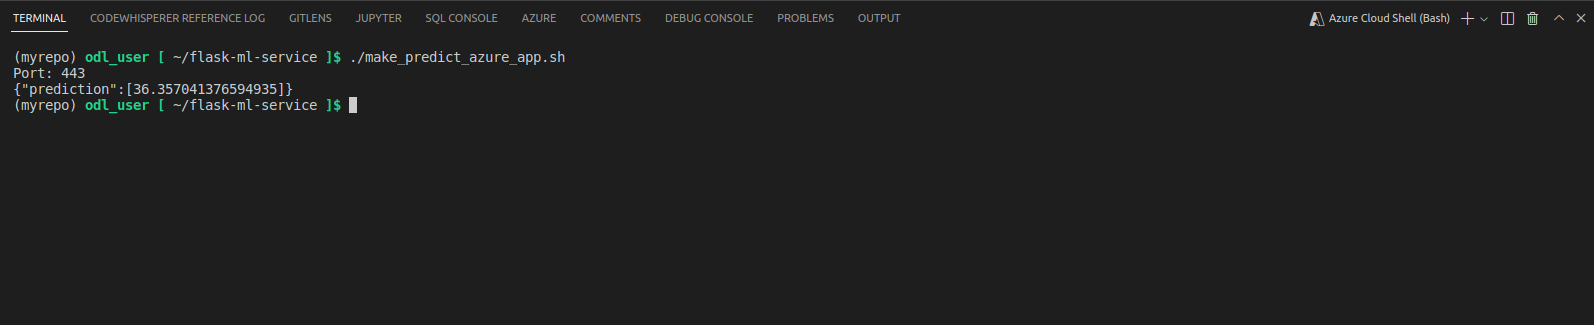 TERMINAL CODEWHISPERER REFERENCE LOG GITLENS JUPYTER SQL CONSOLE AZURE COMMENTS DEBUG CONSOLE PROBLEMS OUTPUT Azure Cloud Shell (Bash)
(myrepo) odl_user [ ~/flask-ml-service ]$ ./make_predict_azure_app.sh
Port: 443
{"prediction":[36.357041376594935]}
(myrepo) odl_user [ ~/flask-ml-service ]$